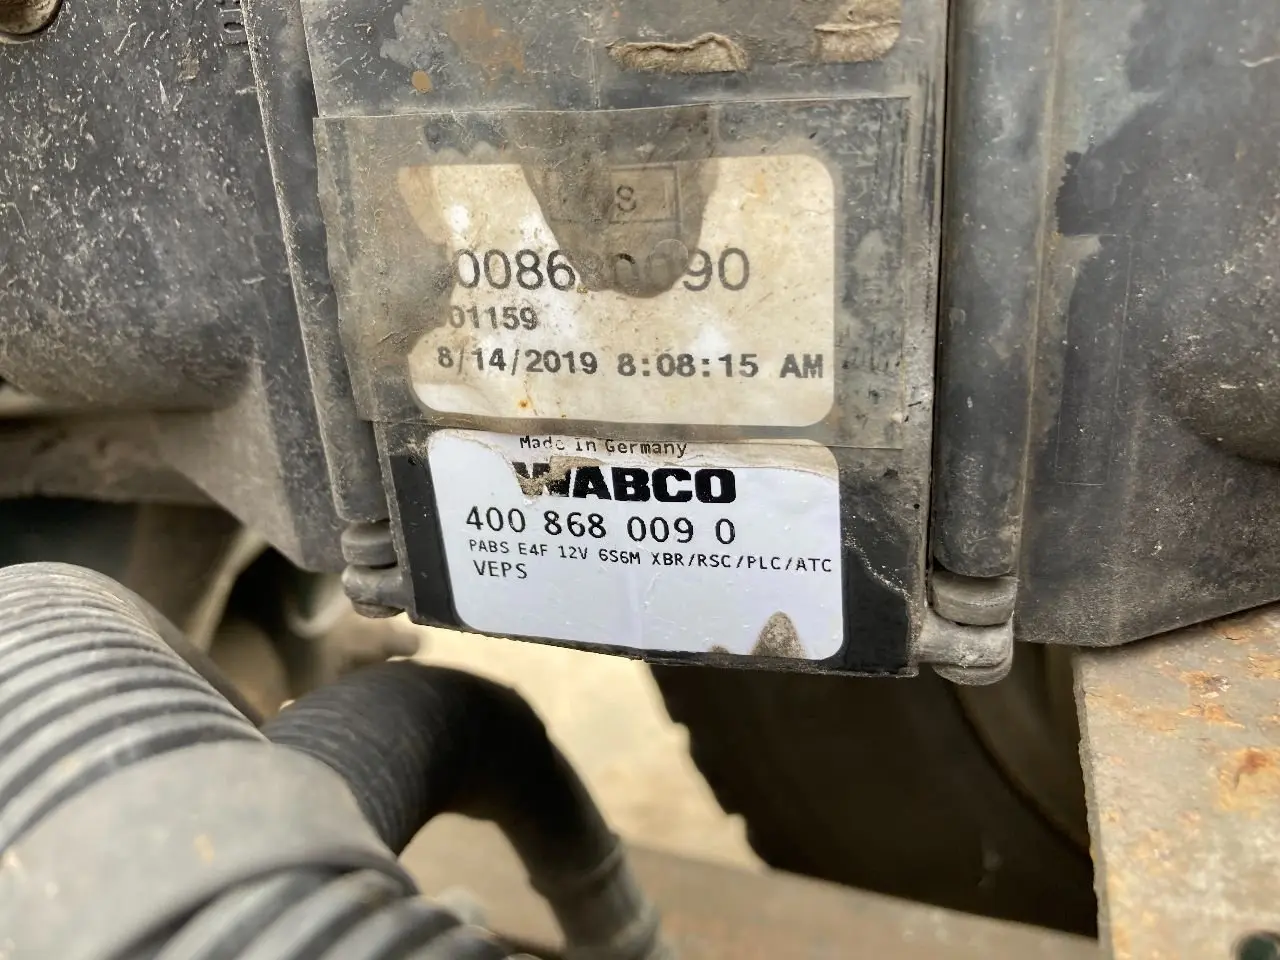 8
01159
8/14/2019 8:08:15 AM
Made in Germany
WABCO
400 868 009 0
PABS E4F 12V 6S6M XBR/RSC/PLC/ATC
VEPS